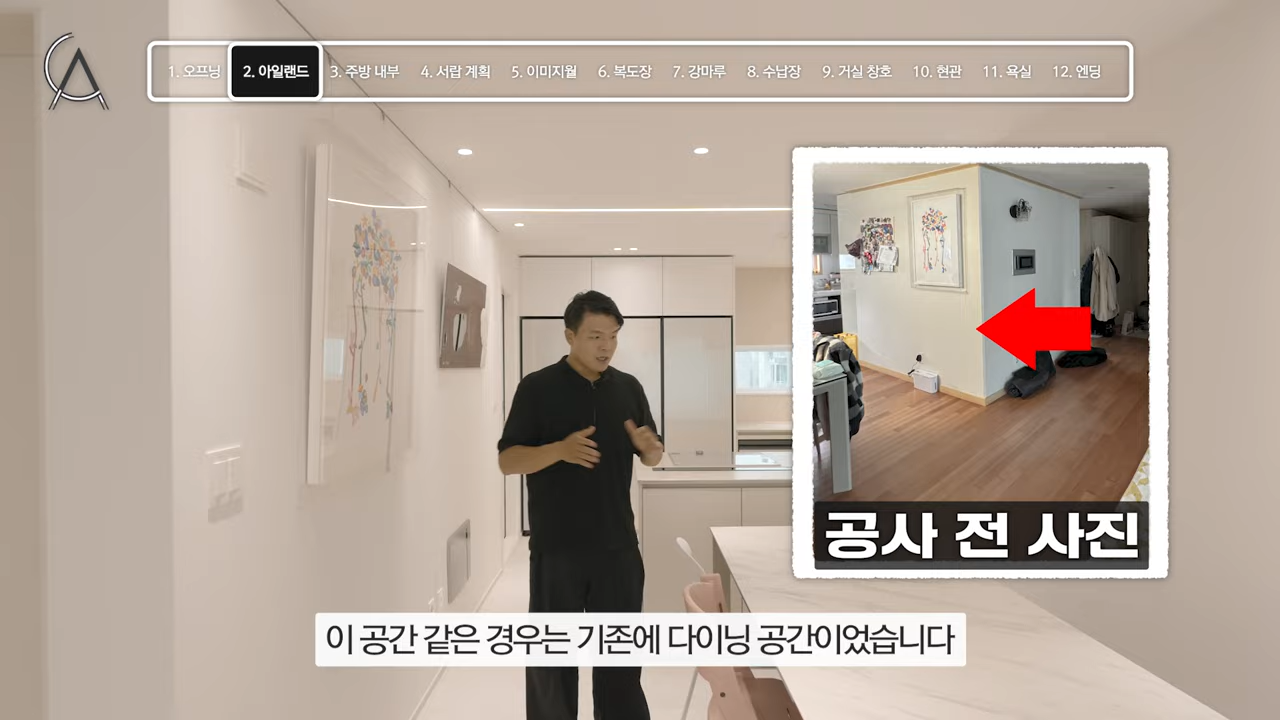 1. 오프닝
2. 아일랜드
3. 주방 내부
4. 서랍 계획
5. 이미지월
6. 복도장
7. 강마루
8. 수납장
9. 거실 창호
10. 현관
11. 욕실
12. 엔딩
공사 전 사진
이 공간 같은 경우는 기존에 다이닝 공간이었습니다